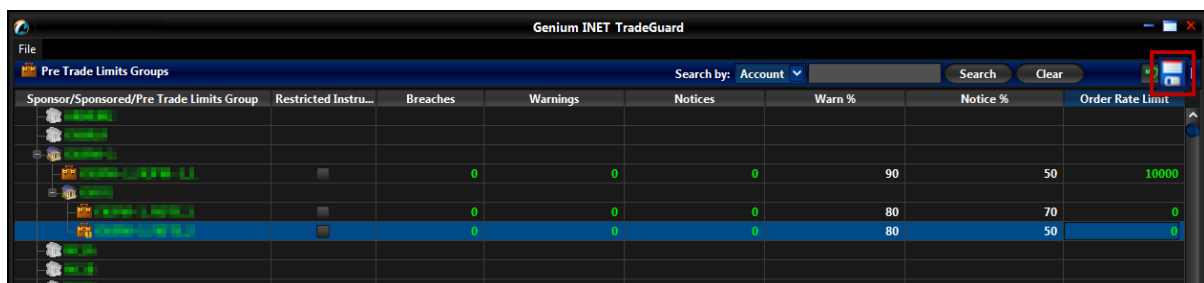 Genium INET TradeGuard
File
Pre Trade Limits Groups Search by: Account Search Clear
Sponsor/Sponsored/Pre Trade Limits Group Restricted Instru... Breaches Warnings Notices Warn % Notice % Order Rate Limit
0 0 0 90 50 10000
0 0 0 80 70 0
0 0 0 80 50 0